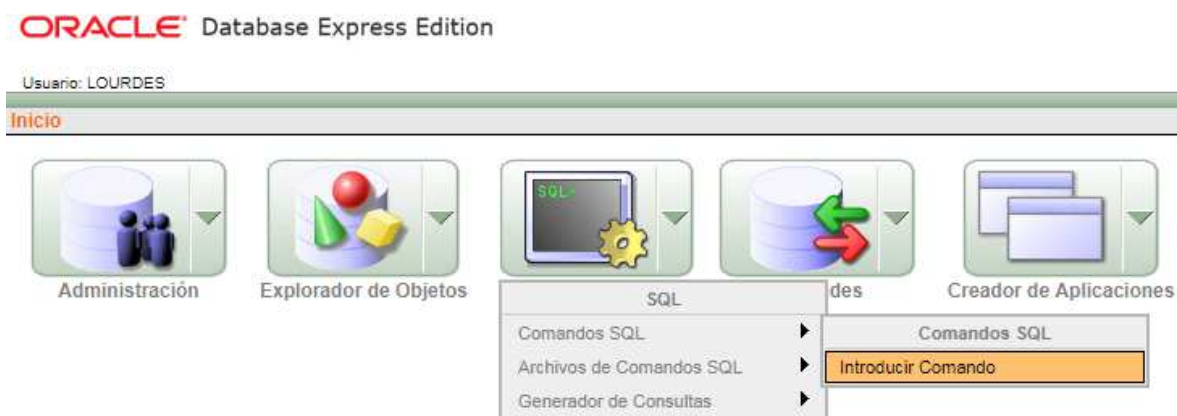 ORACLE Database Express Edition
Usuario: LOURDES
Inicio
SQL>
Administración
Explorador de Objetos
des
Creador de Aplicaciones
SQL
Comandos SQL
Archivos de Comandos SQL
Generador de Consultas
Comandos SQL
Introducir Comando